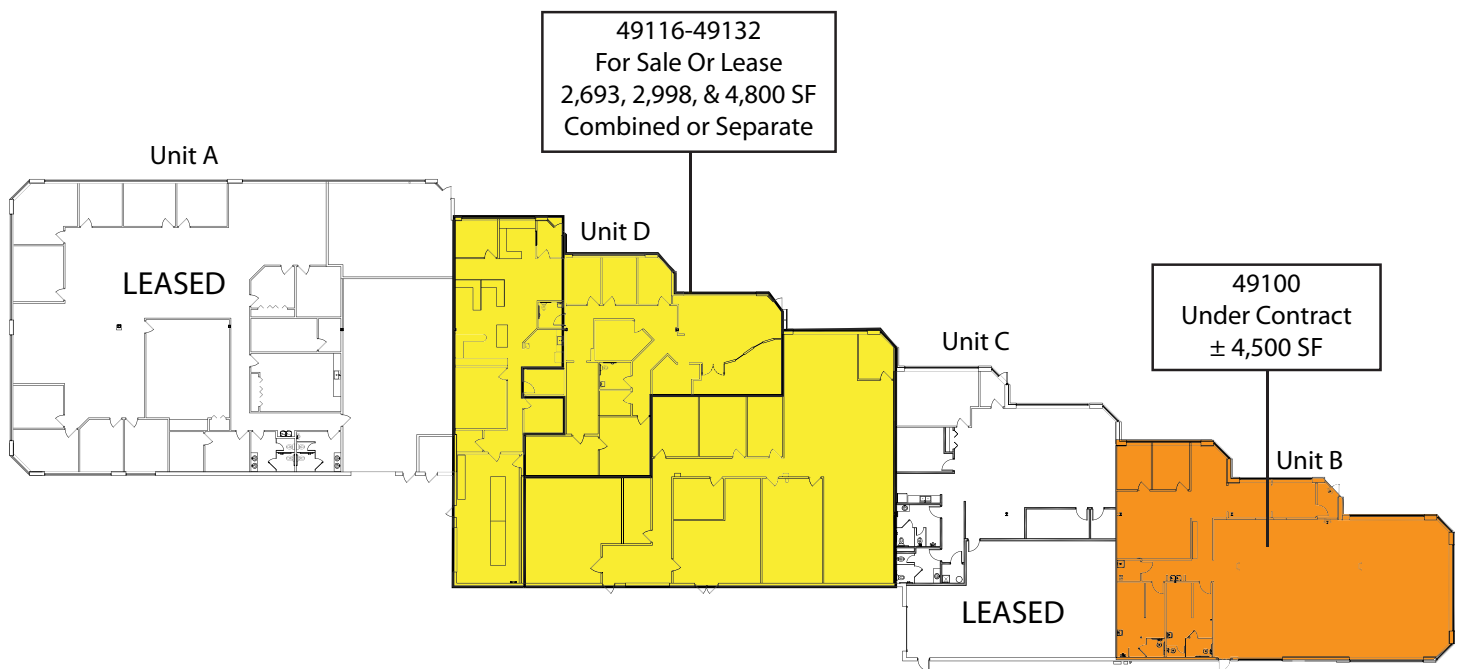 49116-49132
For Sale Or Lease
2,693, 2,998, & 4,800 SF
Combined or Separate
Unit A
Unit D
LEASED
49100
Under Contract
± 4,500 SF
Unit C
Unit B
LEASED